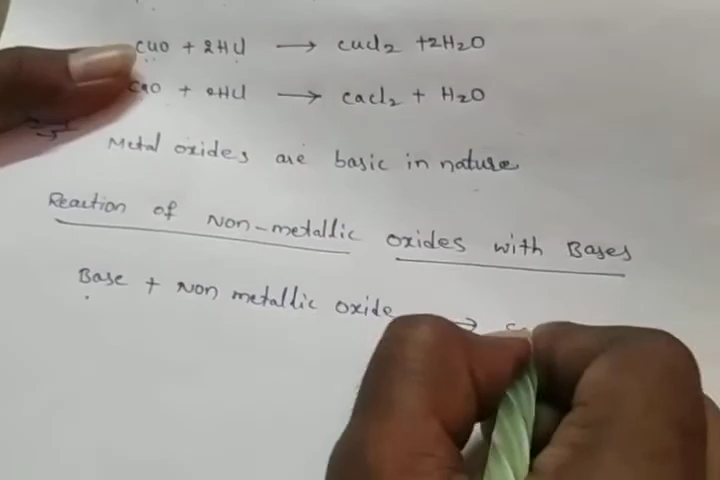 CuO + 2HCl → CuCl2 + 2H2O
CaO + 2HCl → CaCl2 + H2O
Metal oxides are basic in nature
Reaction of Non-metallic oxides with Bases
Base + Non metallic oxide →